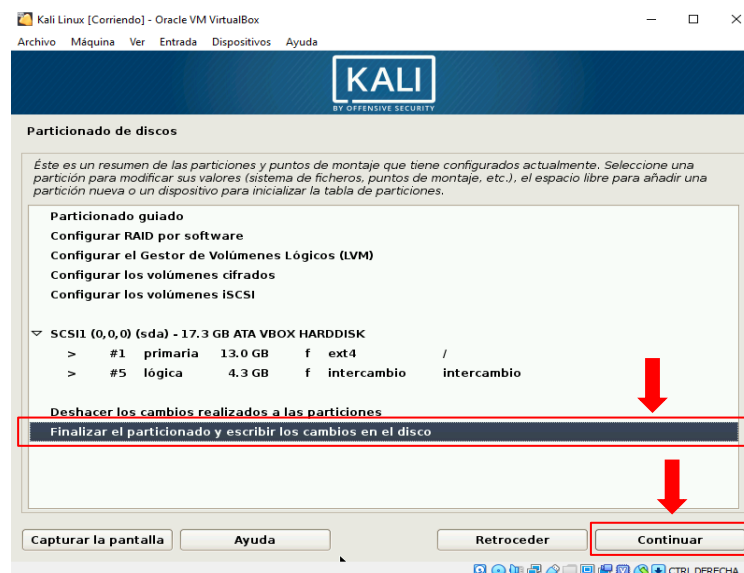 Kali Linux [Corriendo] - Oracle VM VirtualBox
Archivo Máquina Ver Entrada Dispositivos Ayuda
KALI
BY OFFENSIVE SECURITY
Particionado de discos
Éste es un resumen de las particiones y puntos de montaje que tiene configurados actualmente. Seleccione una
partición para modificar sus valores (sistema de ficheros, puntos de montaje, etc.), el espacio libre para añadir una
partición nueva o un dispositivo para inicializar la tabla de particiones.
Particionado guiado
Configurar RAID por software
Configurar el Gestor de Volúmenes Lógicos (LVM)
Configurar los volúmenes cifrados
Configurar los volúmenes iSCSI
SCSI1 (0,0,0) (sda) - 17.3 GB ATA VBOX HARDDISK
> #1 primaria 13.0 GB f ext4 /
> #5 lógica 4.3 GB f intercambio intercambio
Deshacer los cambios realizados a las particiones
Finalizar el particionado y escribir los cambios en el disco
Capturar la pantalla Ayuda Retroceder Continuar
CTRL DERECHA